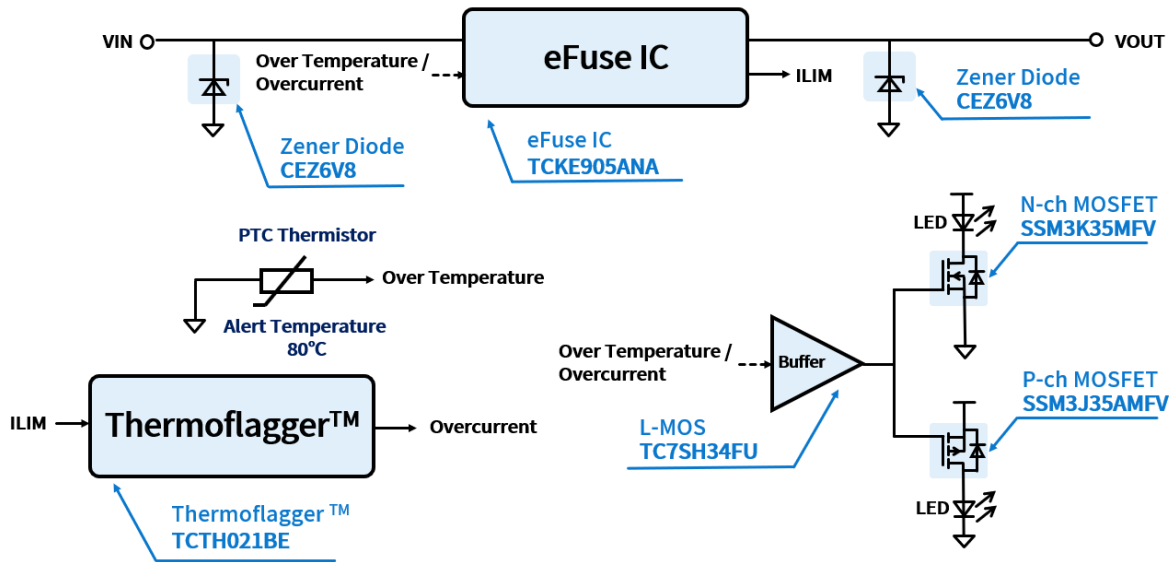 VIN
eFuse IC
VOUT
Over Temperature /
Overcurrent
ILIM
Zener Diode
CEZ6V8
Zener Diode
CEZ6V8
eFuse IC
TCKE905ANA
PTC Thermistor
Over Temperature
Alert Temperature
80°C
ILIM
Thermoflagger™
Overcurrent
Thermoflagger ™
TCTH021BE
Over Temperature /
Overcurrent
Buffer
L-MOS
TC7SH34FU
LED
N-ch MOSFET
SSM3K35MFV
P-ch MOSFET
SSM3J35AMFV
LED